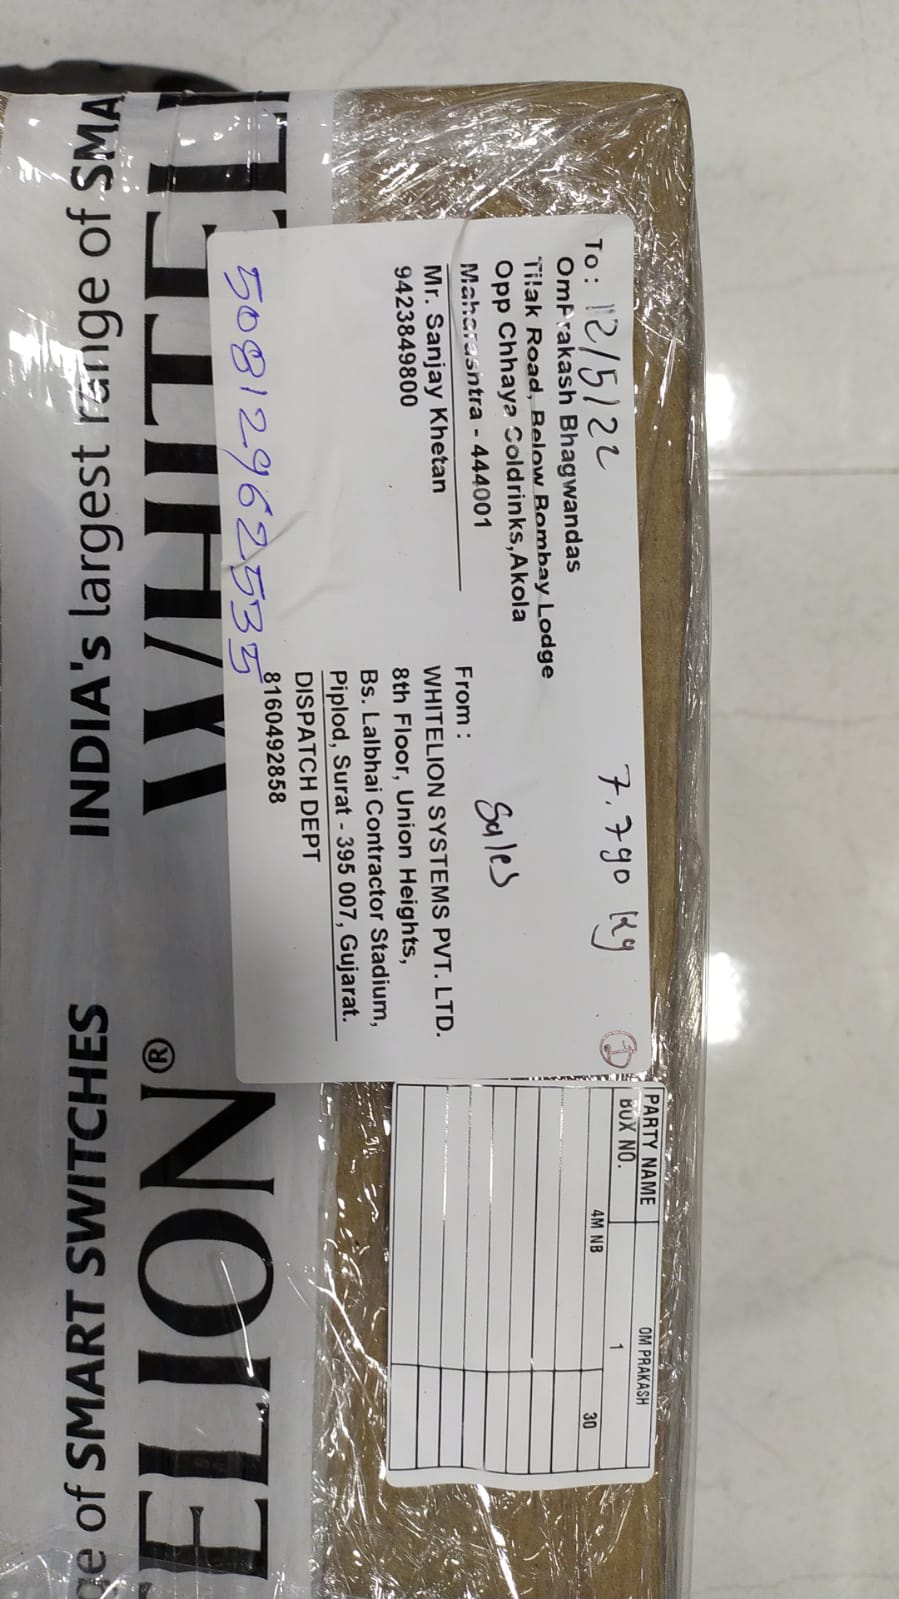 To : 12/5/22
OmPrakash Bhagwandas
Tilak Road, Below Bombay Lodge
Opp Chhaya Coldrinks,Akola
Maharashtra - 444001
Mr. Sanjay Khetan
9423849800
50812962535
7.790 kg
Sales
From :
WHITELION SYSTEMS PVT. LTD.
8th Floor, Union Heights,
Bs. Lalbhai Contractor Stadium,
Piplod, Surat - 395 007, Gujarat.
DISPATCH DEPT
8160492858
PARTY NAME OM PRAKASH
BOX NO. 1
4M NB 30
TE
WHITELION®
INDIA's largest range of SMA
ge of SMART SWITCHES